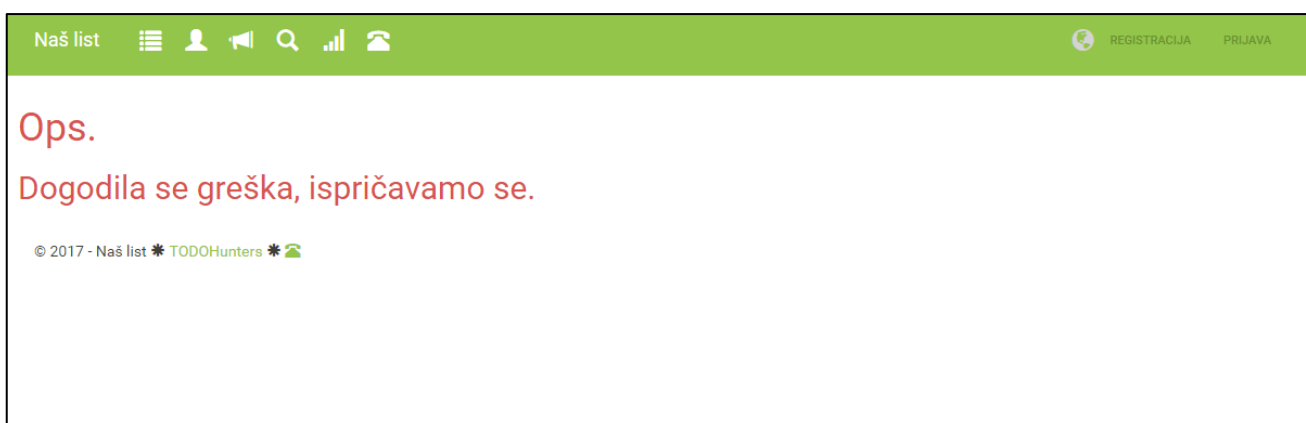 Naš list REGISTRACIJA PRIJAVA
Ops.
Dogodila se greška, ispričavamo se.
© 2017 - Naš list ✱ TODOHunters ✱